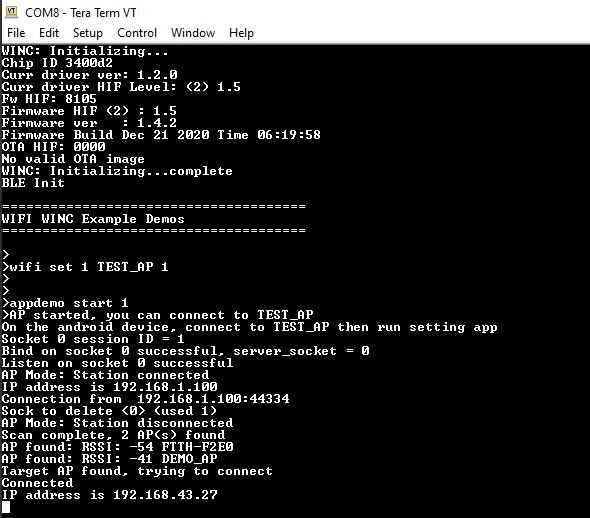 COM8 - Tera Term VT
File Edit Setup Control Window Help
WINC: Initializing...
Chip ID 3400d2
Curr driver ver: 1.2.0
Curr driver HIF Level: (2) 1.5
Fw HIF: 8105
Firmware HIF (2) : 1.5
Firmware ver   : 1.4.2
Firmware Build Dec 21 2020 Time 06:19:58
OTA HIF: 0000
No valid OTA image
WINC: Initializing...complete
BLE Init
======================================
WIFI WINC Example Demos
======================================
>
>wifi set 1 TEST_AP 1
>
>
>appdemo start 1
>AP started, you can connect to TEST_AP
On the android device, connect to TEST_AP then run setting app
Socket 0 session ID = 1
Bind on socket 0 successful, server_socket = 0
Listen on socket 0 successful
AP Mode: Station connected
IP address is 192.168.1.100
Connection from  192.168.1.100:44334
Sock to delete <0> (used 1)
AP Mode: Station disconnected
Scan complete, 2 AP(s) found
AP found: RSSI: -54 FTTH-F2E0
AP found: RSSI: -41 DEMO_AP
Target AP found, trying to connect
Connected
IP address is 192.168.43.27